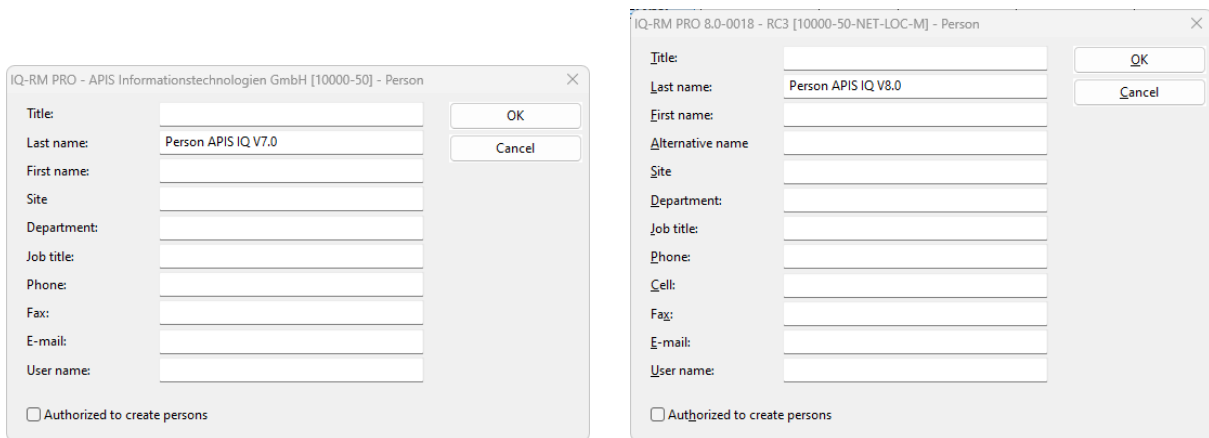 IQ-RM PRO - APIS Informationstechnologien GmbH [10000-50] - Person
Title:
OK
Last name: Person APIS IQ V7.0
Cancel
First name:
Site
Department:
Job title:
Phone:
Fax:
E-mail:
User name:
Authorized to create persons
IQ-RM PRO 8.0-0018 - RC3 [10000-50-NET-LOC-M] - Person
Title:
OK
Last name: Person APIS IQ V8.0
Cancel
First name:
Alternative name
Site
Department:
Job title:
Phone:
Cell:
Fax:
E-mail:
User name:
Authorized to create persons